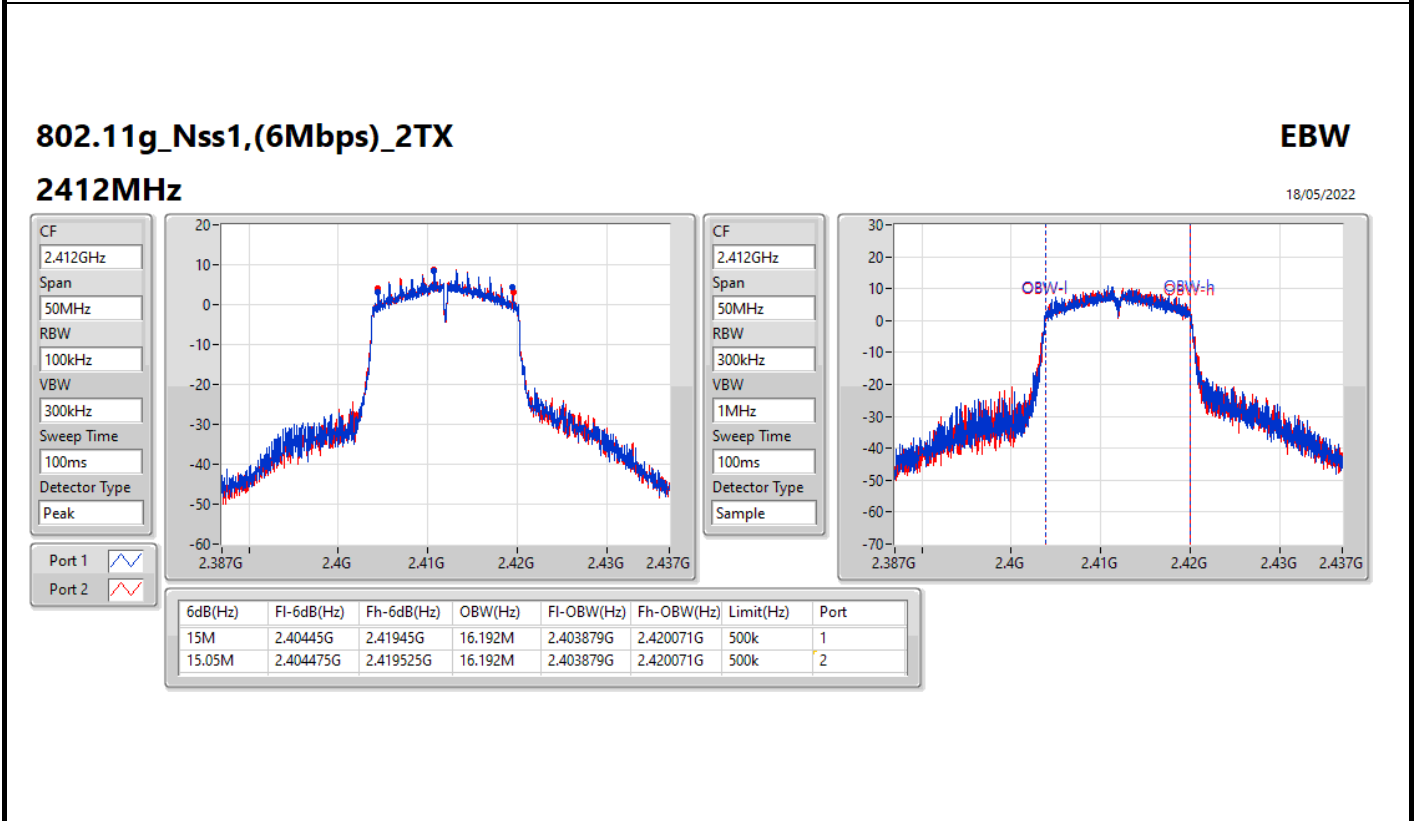 802.11g_Nss1,(6Mbps)_2TX
EBW
2412MHz
18/05/2022
CF
2.412GHz
Span
50MHz
RBW
100kHz
VBW
300kHz
Sweep Time
100ms
Detector Type
Peak
Port 1
Port 2
20
10
0
-10
-20
-30
-40
-50
-60
2.387G 2.4G 2.41G 2.42G 2.43G 2.437G
CF
2.412GHz
Span
50MHz
RBW
300kHz
VBW
1MHz
Sweep Time
100ms
Detector Type
Sample
30
20
10
0
-10
-20
-30
-40
-50
-60
-70
OBW-l OBW-h
2.387G 2.4G 2.41G 2.42G 2.43G 2.437G
6dB(Hz) Fl-6dB(Hz) Fh-6dB(Hz) OBW(Hz) Fl-OBW(Hz) Fh-OBW(Hz) Limit(Hz) Port
15M 2.40445G 2.41945G 16.192M 2.403879G 2.420071G 500k 1
15.05M 2.404475G 2.419525G 16.192M 2.403879G 2.420071G 500k 2